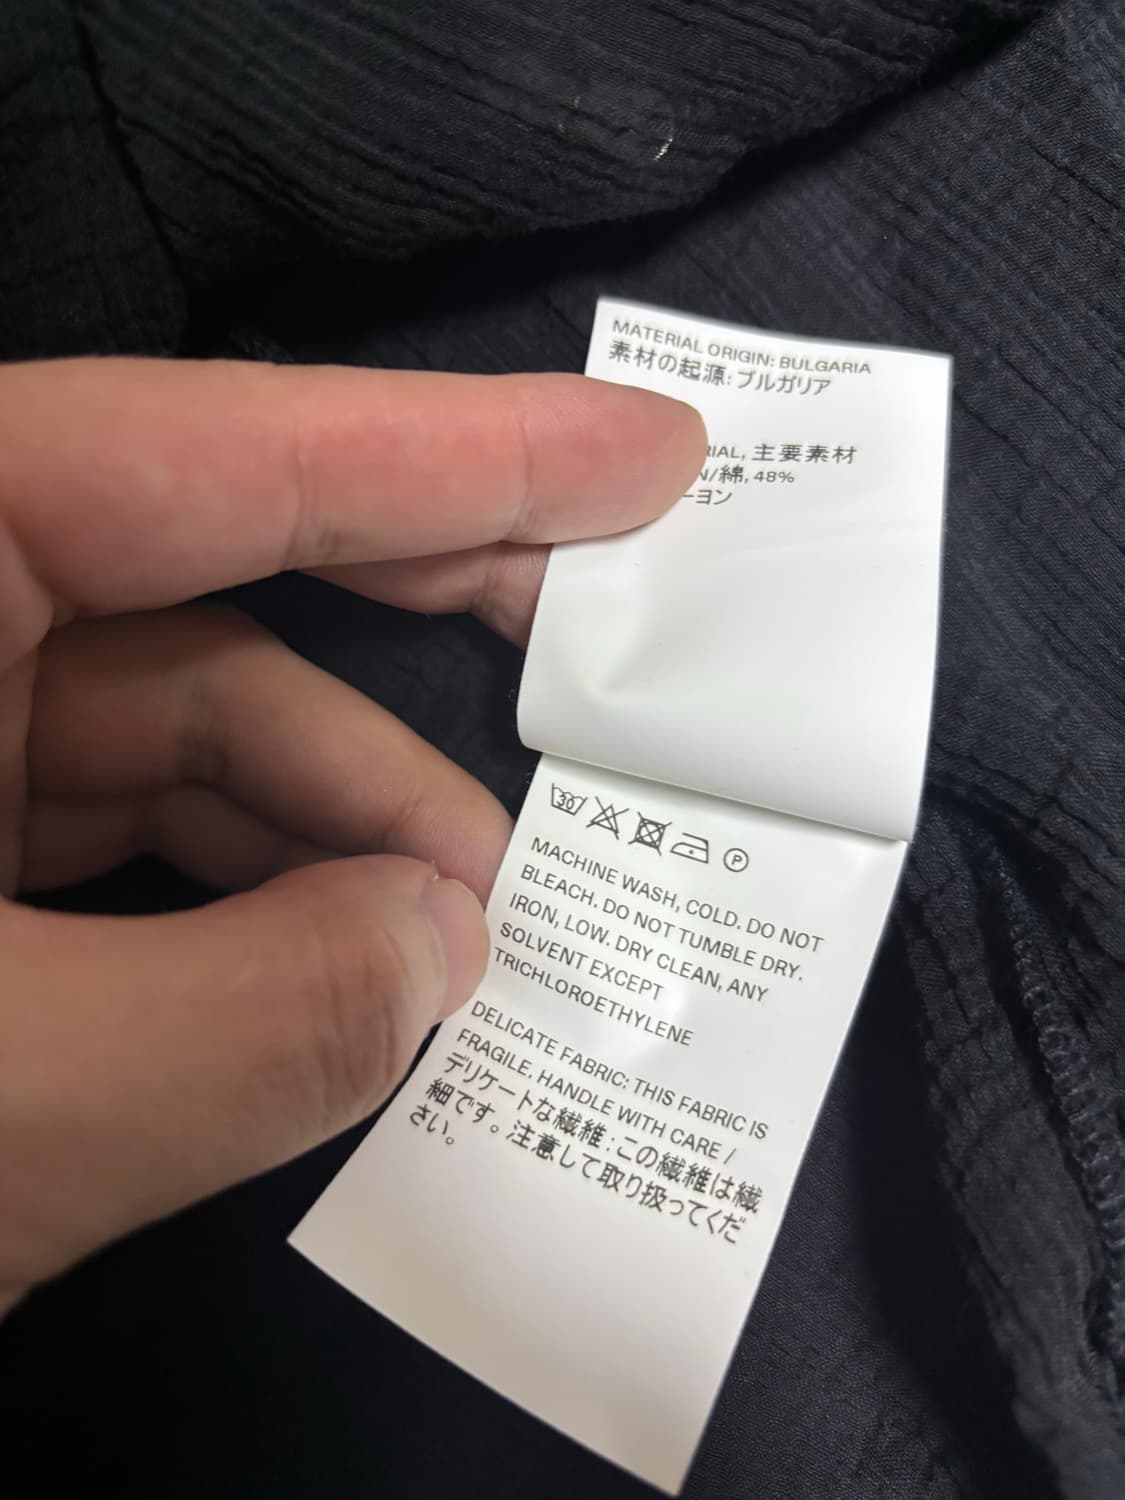 MATERIAL ORIGIN: BULGARIA
素材の起源: ブルガリア
主要素材
/綿, 48%
ーヨン
30
P
MACHINE WASH, COLD. DO NOT
BLEACH. DO NOT TUMBLE DRY.
IRON, LOW. DRY CLEAN, ANY
SOLVENT EXCEPT
TRICHLOROETHYLENE
DELICATE FABRIC: THIS FABRIC IS
FRAGILE. HANDLE WITH CARE /
デリケートな繊維:この繊維は繊
細です。注意して取り扱ってくだ
さい。